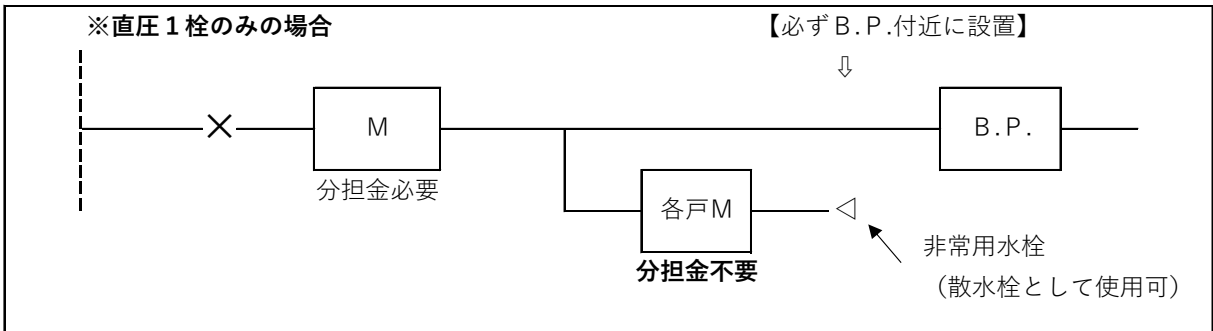 ※直圧１栓のみの場合
【必ずＢ.Ｐ.付近に設置】
⇩
Ｍ
Ｂ.Ｐ.
分担金必要
各戸Ｍ
分担金不要
非常用水栓
（散水栓として使用可）